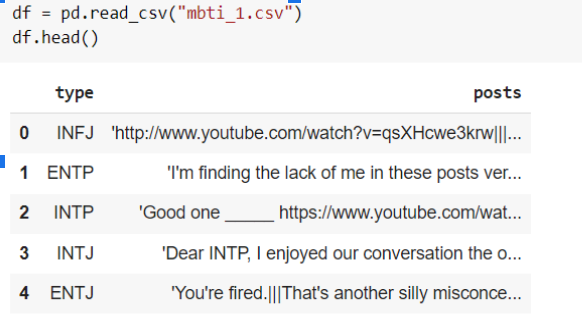 df = pd.read_csv("mbti_1.csv")
df.head()
type posts
0 INFJ 'http://www.youtube.com/watch?v=qsXHcwe3krw|||...
1 ENTP 'I'm finding the lack of me in these posts ver...
2 INTP 'Good one _____ https://www.youtube.com/wat...
3 INTJ 'Dear INTP, I enjoyed our conversation the o...
4 ENTJ 'You're fired.|||That's another silly misconce...